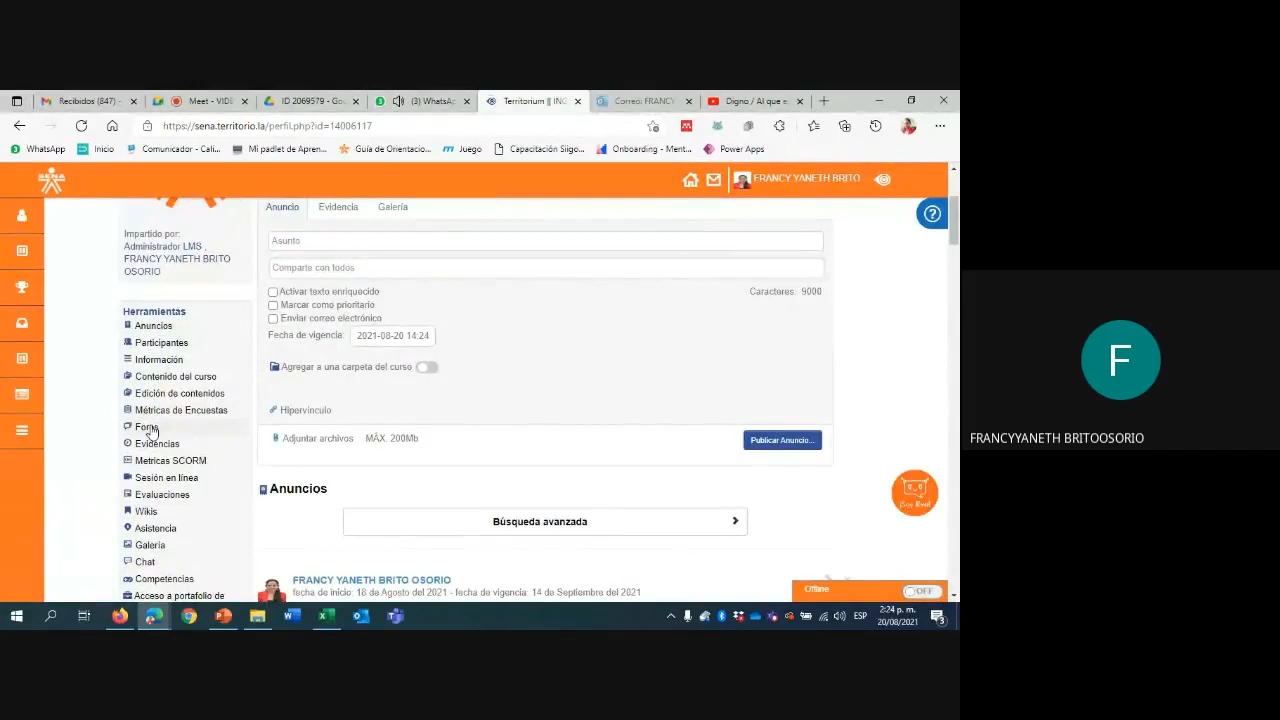 Recibidos (847) -
Meet - VIDE
ID 2069579 - Go
(3) WhatsA
Territorium || ING
Correo: FRANCY
Digno / Al que e
https://sena.territorio.la/perfil.php?id=14006117
WhatsApp
Inicio
Comunicador - Cali...
Mi padlet de Apren...
Guía de Orientacio...
Juego
Capacitación Siigo...
Onboarding - Ment...
Power Apps
SENA
FRANCY YANETH BRITO
Impartido por:
Administrador LMS ,
FRANCY YANETH BRITO
OSORIO
Herramientas
Anuncios
Participantes
Información
Contenido del curso
Edición de contenidos
Métricas de Encuestas
Foros
Evidencias
Metricas SCORM
Sesión en línea
Evaluaciones
Wikis
Asistencia
Galería
Chat
Competencias
Acceso a portafolio de
Anuncio
Evidencia
Galería
Asunto
Comparte con todos
Activar texto enriquecido
Caracteres: 9000
Marcar como prioritario
Enviar correo electrónico
Fecha de vigencia: 2021-08-20 14:24
Agregar a una carpeta del curso
Hipervínculo
Adjuntar archivos MÁX. 200Mb
Publicar Anuncio...
Anuncios
Búsqueda avanzada
FRANCY YANETH BRITO OSORIO
fecha de inicio: 18 de Agosto del 2021 - fecha de vigencia: 14 de Septiembre del 2021
Offline
OFF
ESP
2:24 p. m.
20/08/2021
3
F
FRANCYYANETH BRITOOSORIO